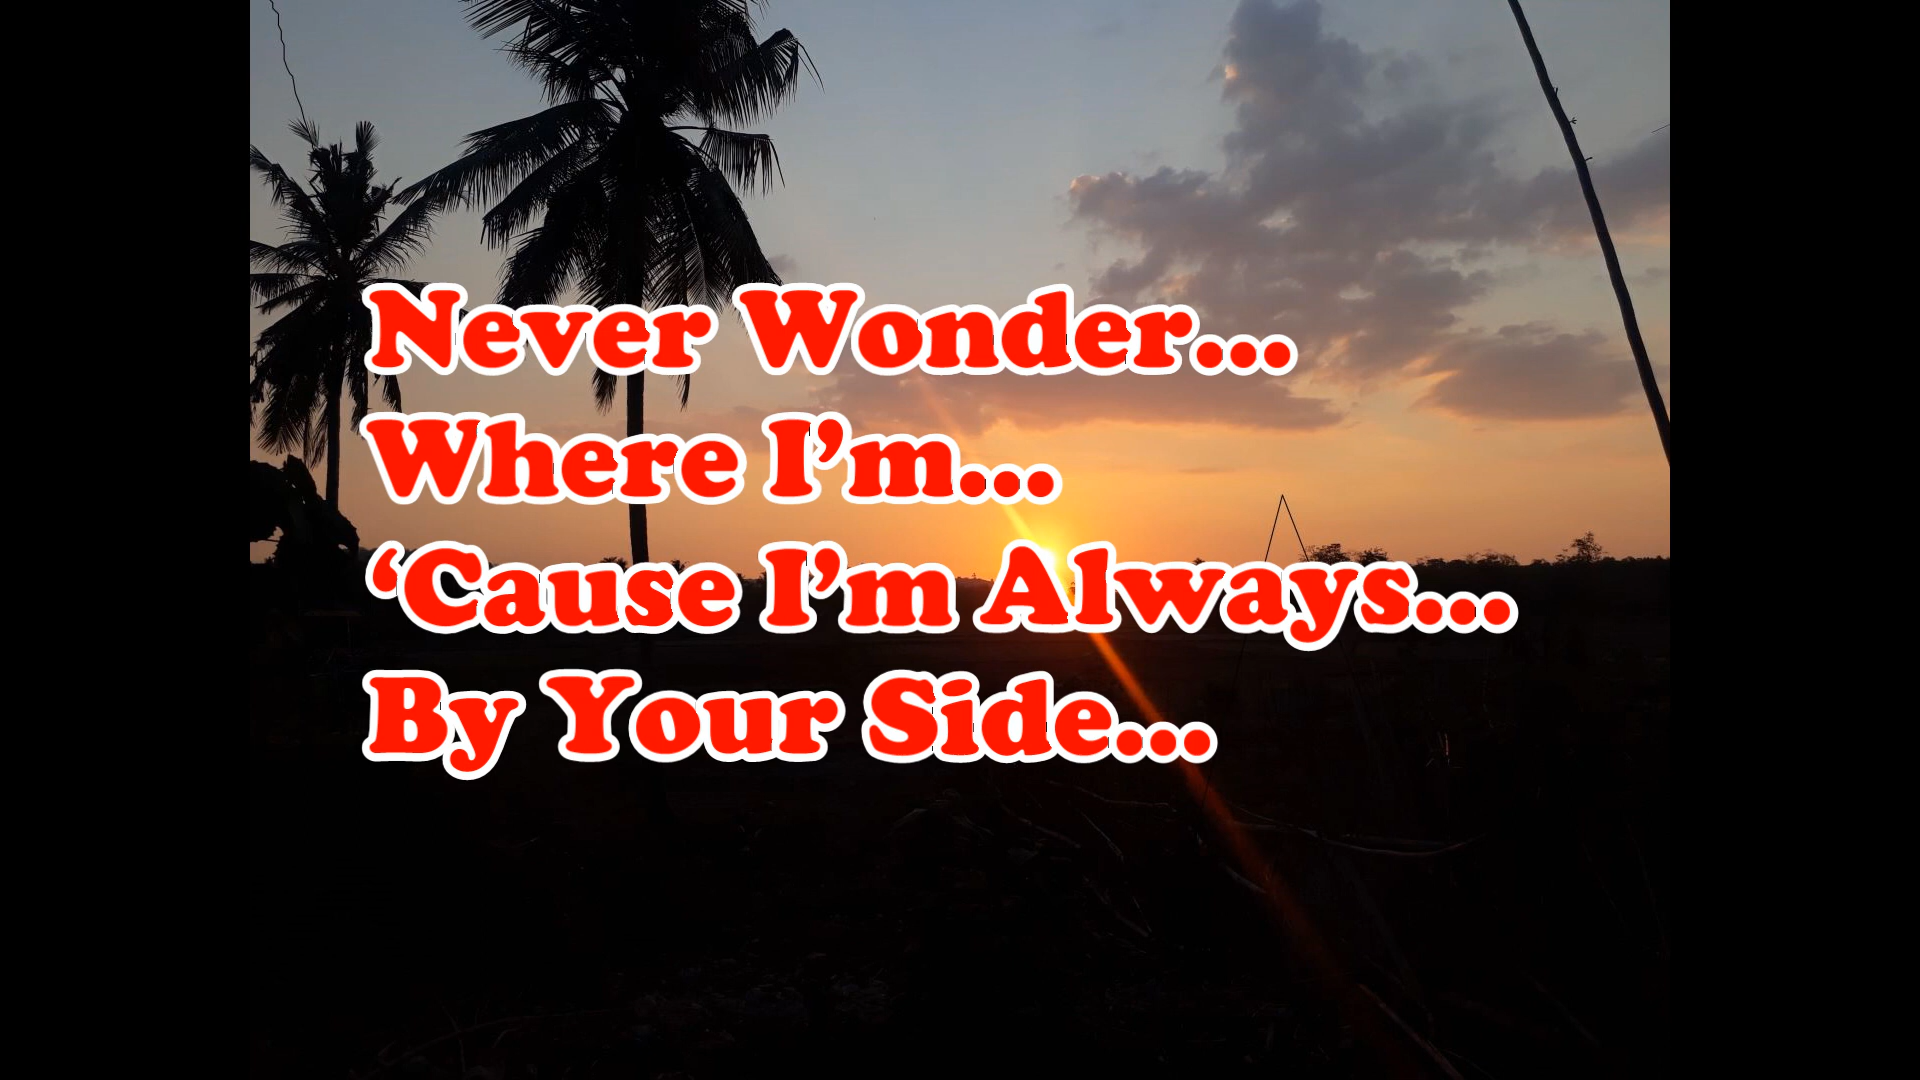 Never Wonder...
Where I’m...
‘Cause I’m Always...
By Your Side...